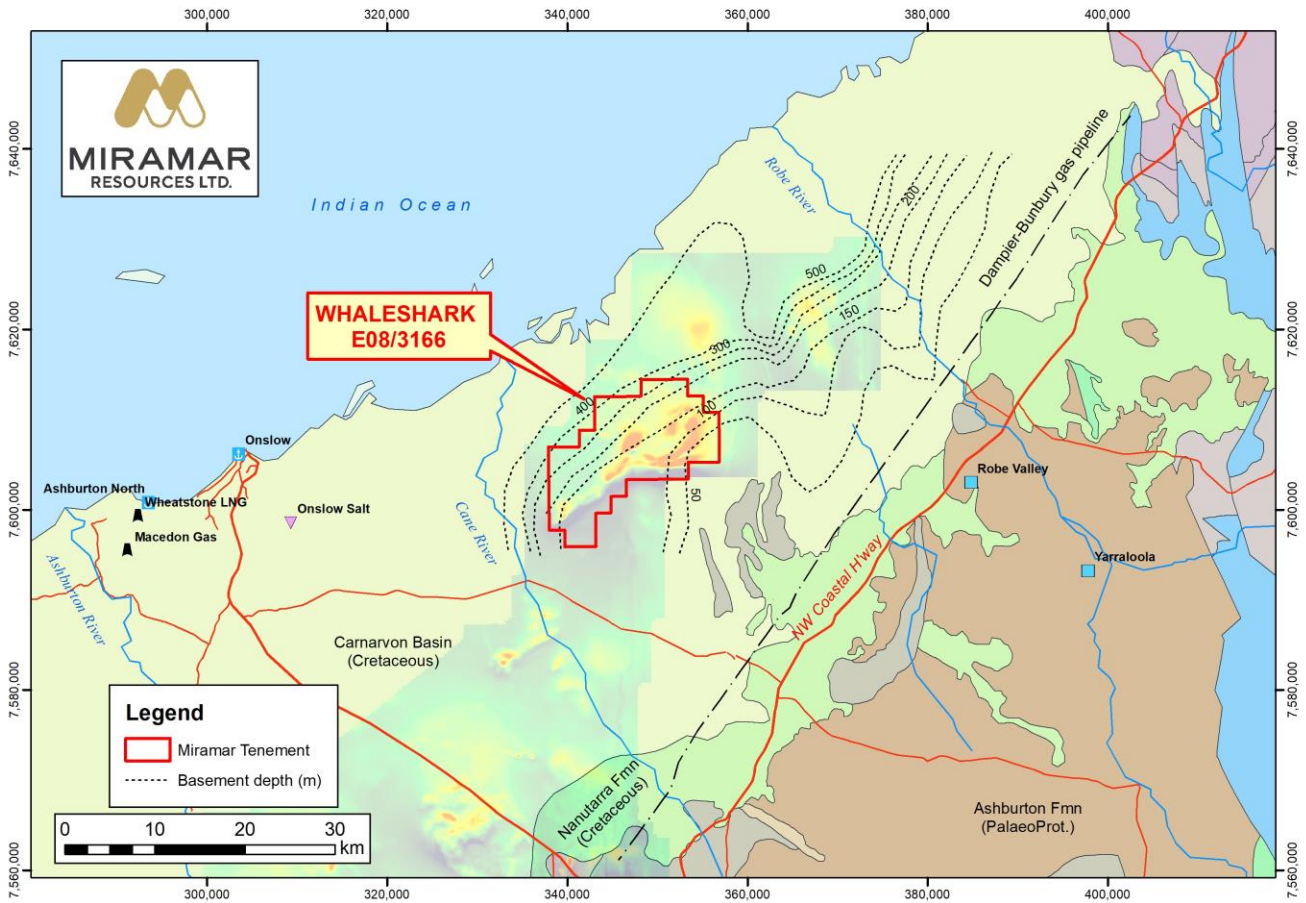 300,000
320,000
340,000
360,000
380,000
400,000
7,640,000
7,640,000
MIRAMAR
RESOURCES LTD.
Indian Ocean
Robe River
200
Dampier-Bunbury gas pipeline
500
150
7,620,000
7,620,000
WHALESHARK
E08/3166
300
400
100
50
Onslow
Ashburton North
Wheatstone LNG
Onslow Salt
Macedon Gas
Robe Valley
7,600,000
7,600,000
Yarraloola
Cane River
Ashburton River
NW Coastal H'way
Carnarvon Basin
(Cretaceous)
7,580,000
7,580,000
Legend
Miramar Tenement
Basement depth (m)
Nanutarra Fmn
(Cretaceous)
Ashburton Fmn
(PalaeoProt.)
0 10 20 30
km
7,560,000
7,560,000
300,000
320,000
340,000
360,000
380,000
400,000